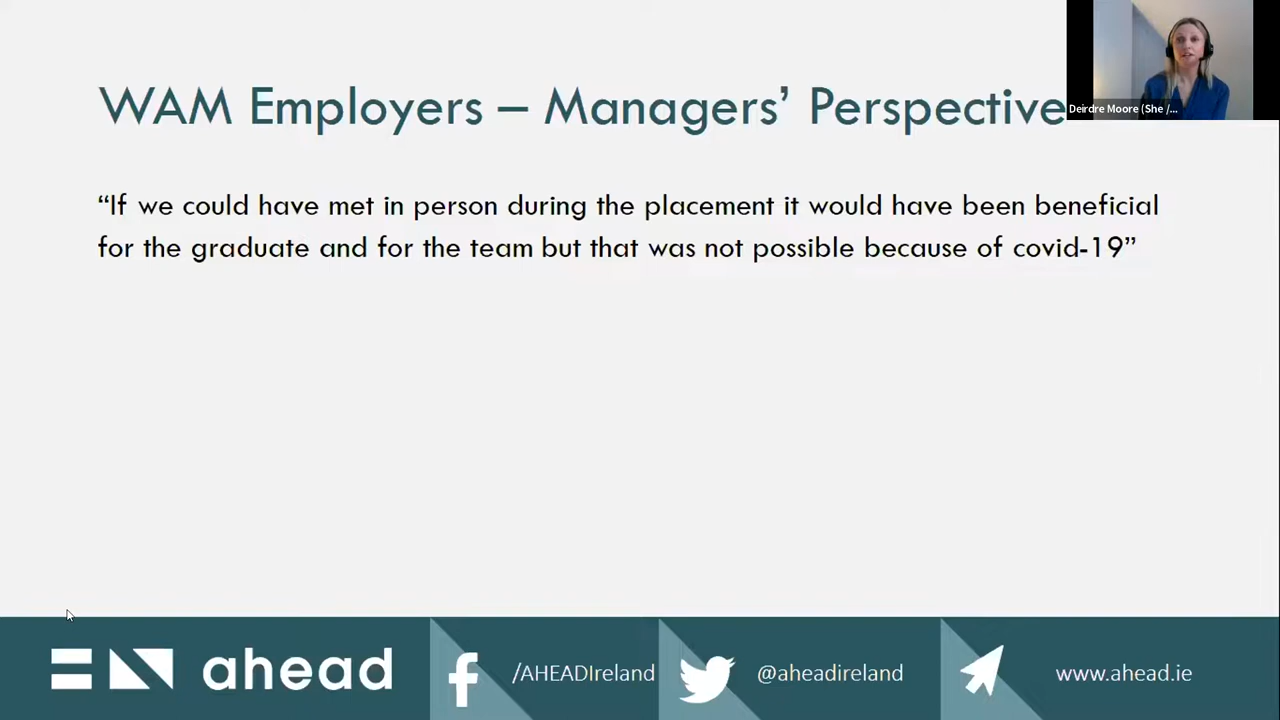 WAM Employers – Managers’ Perspective
Deirdre Moore (She /...
“If we could have met in person during the placement it would have been beneficial
for the graduate and for the team but that was not possible because of covid-19”
ahead
/AHEADIreland
@aheadireland
www.ahead.ie